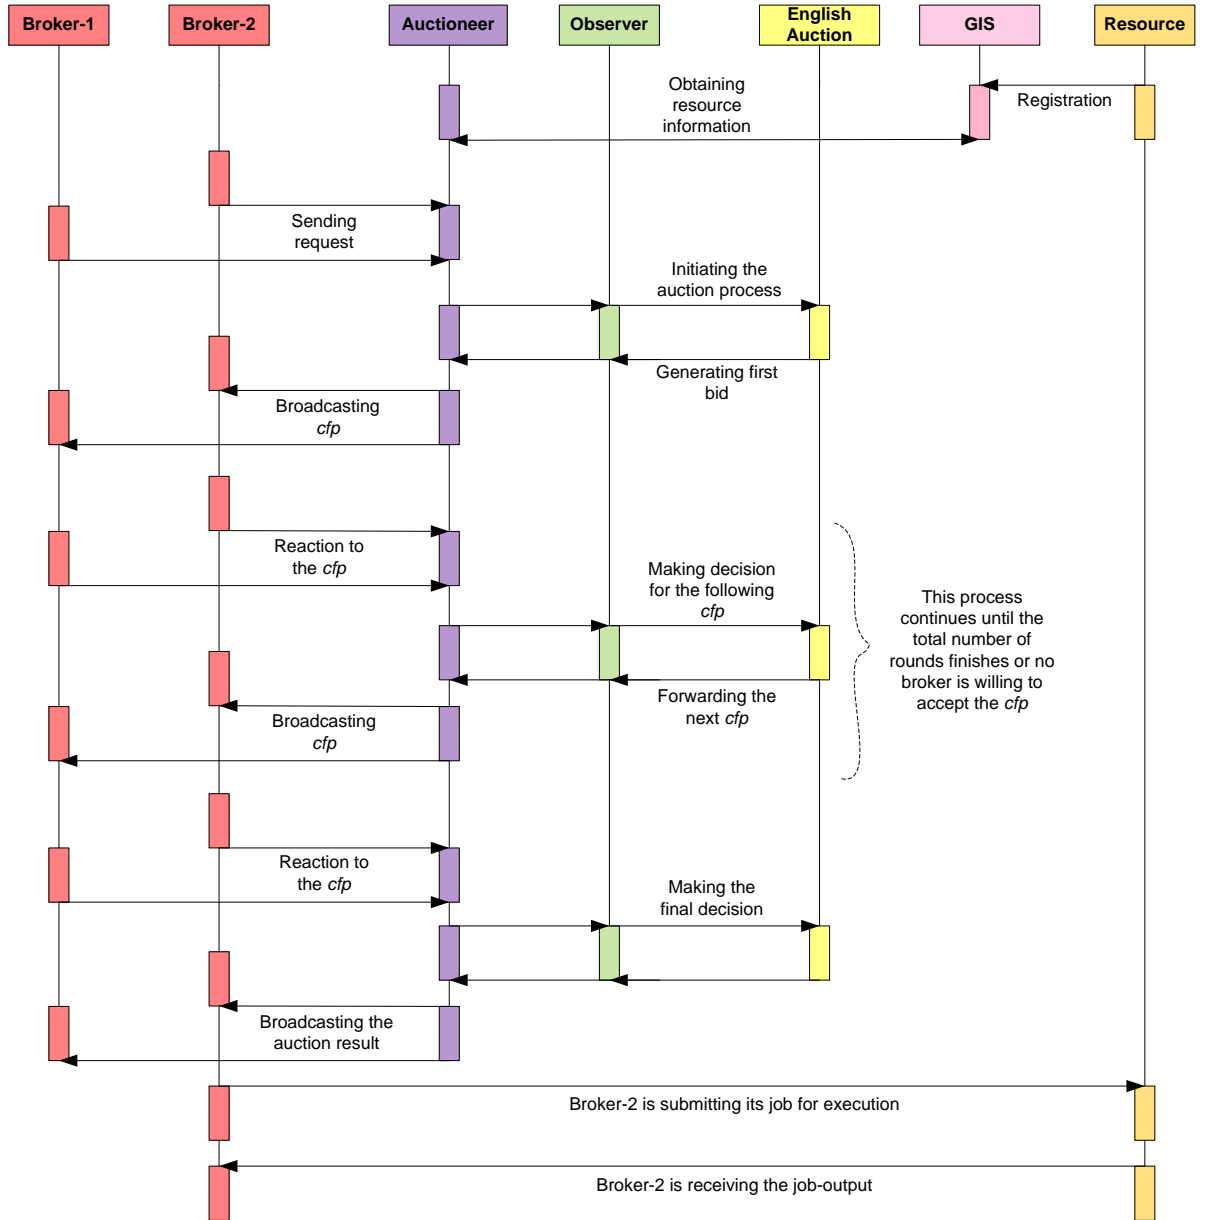 Broker-1
Broker-2
Auctioneer
Observer
English
Auction
GIS
Resource
Obtaining
resource
information
Registration
Sending
request
Initiating the
auction process
Generating first
bid
Broadcasting
cfp
Reaction to
the cfp
Making decision
for the following
cfp
This process
continues until the
total number of
rounds finishes or no
broker is willing to
accept the cfp
Forwarding the
next cfp
Broadcasting
cfp
Reaction to
the cfp
Making the
final decision
Broadcasting the
auction result
Broker-2 is submitting its job for execution
Broker-2 is receiving the job-output